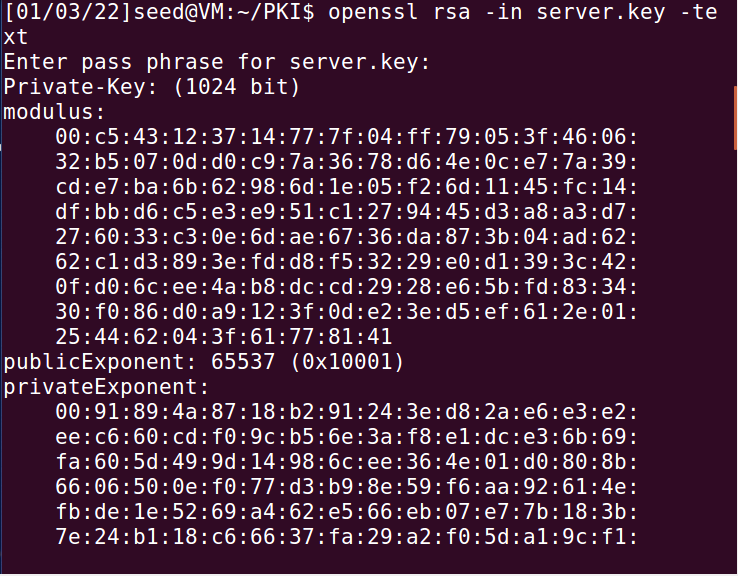 [01/03/22]seed@VM:~/PKI$ openssl rsa -in server.key -te
xt
Enter pass phrase for server.key:
Private-Key: (1024 bit)
modulus:
    00:c5:43:12:37:14:77:7f:04:ff:79:05:3f:46:06:
    32:b5:07:0d:d0:c9:7a:36:78:d6:4e:0c:e7:7a:39:
    cd:e7:ba:6b:62:98:6d:1e:05:f2:6d:11:45:fc:14:
    df:bb:d6:c5:e3:e9:51:c1:27:94:45:d3:a8:a3:d7:
    27:60:33:c3:0e:6d:ae:67:36:da:87:3b:04:ad:62:
    62:c1:d3:89:3e:fd:d8:f5:32:29:e0:d1:39:3c:42:
    0f:d0:6c:ee:4a:b8:dc:cd:29:28:e6:5b:fd:83:34:
    30:f0:86:d0:a9:12:3f:0d:e2:3e:d5:ef:61:2e:01:
    25:44:62:04:3f:61:77:81:41
publicExponent: 65537 (0x10001)
privateExponent:
    00:91:89:4a:87:18:b2:91:24:3e:d8:2a:e6:e3:e2:
    ee:c6:60:cd:f0:9c:b5:6e:3a:f8:e1:dc:e3:6b:69:
    fa:60:5d:49:9d:14:98:6c:ee:36:4e:01:d0:80:8b:
    66:06:50:0e:f0:77:d3:b9:8e:59:f6:aa:92:61:4e:
    fb:de:1e:52:69:a4:62:e5:66:eb:07:e7:7b:18:3b:
    7e:24:b1:18:c6:66:37:fa:29:a2:f0:5d:a1:9c:f1: